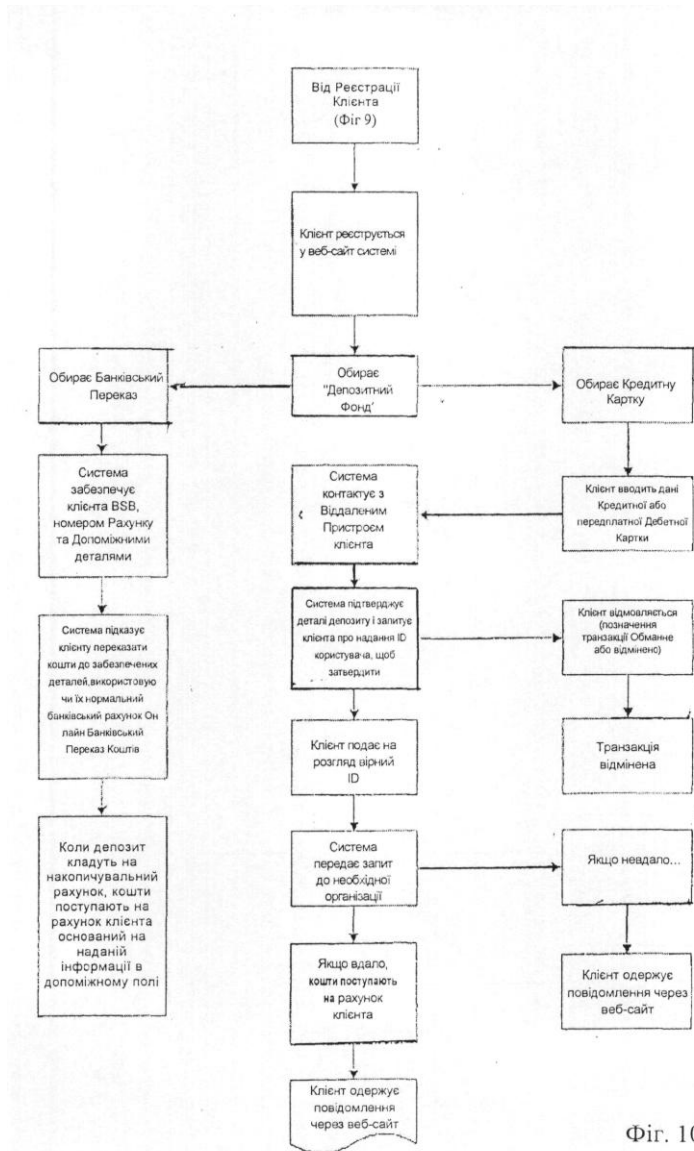 Від Реєстрації
Клієнта
(Фіг 9)
Клієнт реєструється
у веб-сайт системі
Обирає
"Депозитний
Фонд"
Обирає Банківський
Переказ
Система
забезпечує
клієнта BSB,
номером Рахунку
та Допоміжними
деталями
Система підказує
клієнту переказати
кошти до забезпечених
деталей,використовую
чи їх нормальний
банківський рахунок Он
лайн Банківський
Переказ Коштів
Коли депозит
кладуть на
накопичувальний
рахунок, кошти
поступають на
рахунок клієнта
оснований на
наданій
інформації в
допоміжному полі
Обирає Кредитну
Картку
Клієнт вводить дані
Кредитної або
передплатної Дебетної
Картки
Система
контактує з
Віддаленим
Пристроєм
клієнта
Система підтверджує
деталі депозиту і запитує
клієнта про надання ID
користувача, щоб
затвердити
Клієнт відмовляється
(позначення
транзакції Обманне
або відмінено)
Транзакція
відмінена
Клієнт подає на
розгляд вірний
ID
Система
передає запит
до необхідної
організації
Якщо невдало...
Клієнт одержує
повідомлення через
веб-сайт
Якщо вдало,
кошти поступають
на рахунок
клієнта
Клієнт одержує
повідомлення
через веб-сайт
Фіг. 10